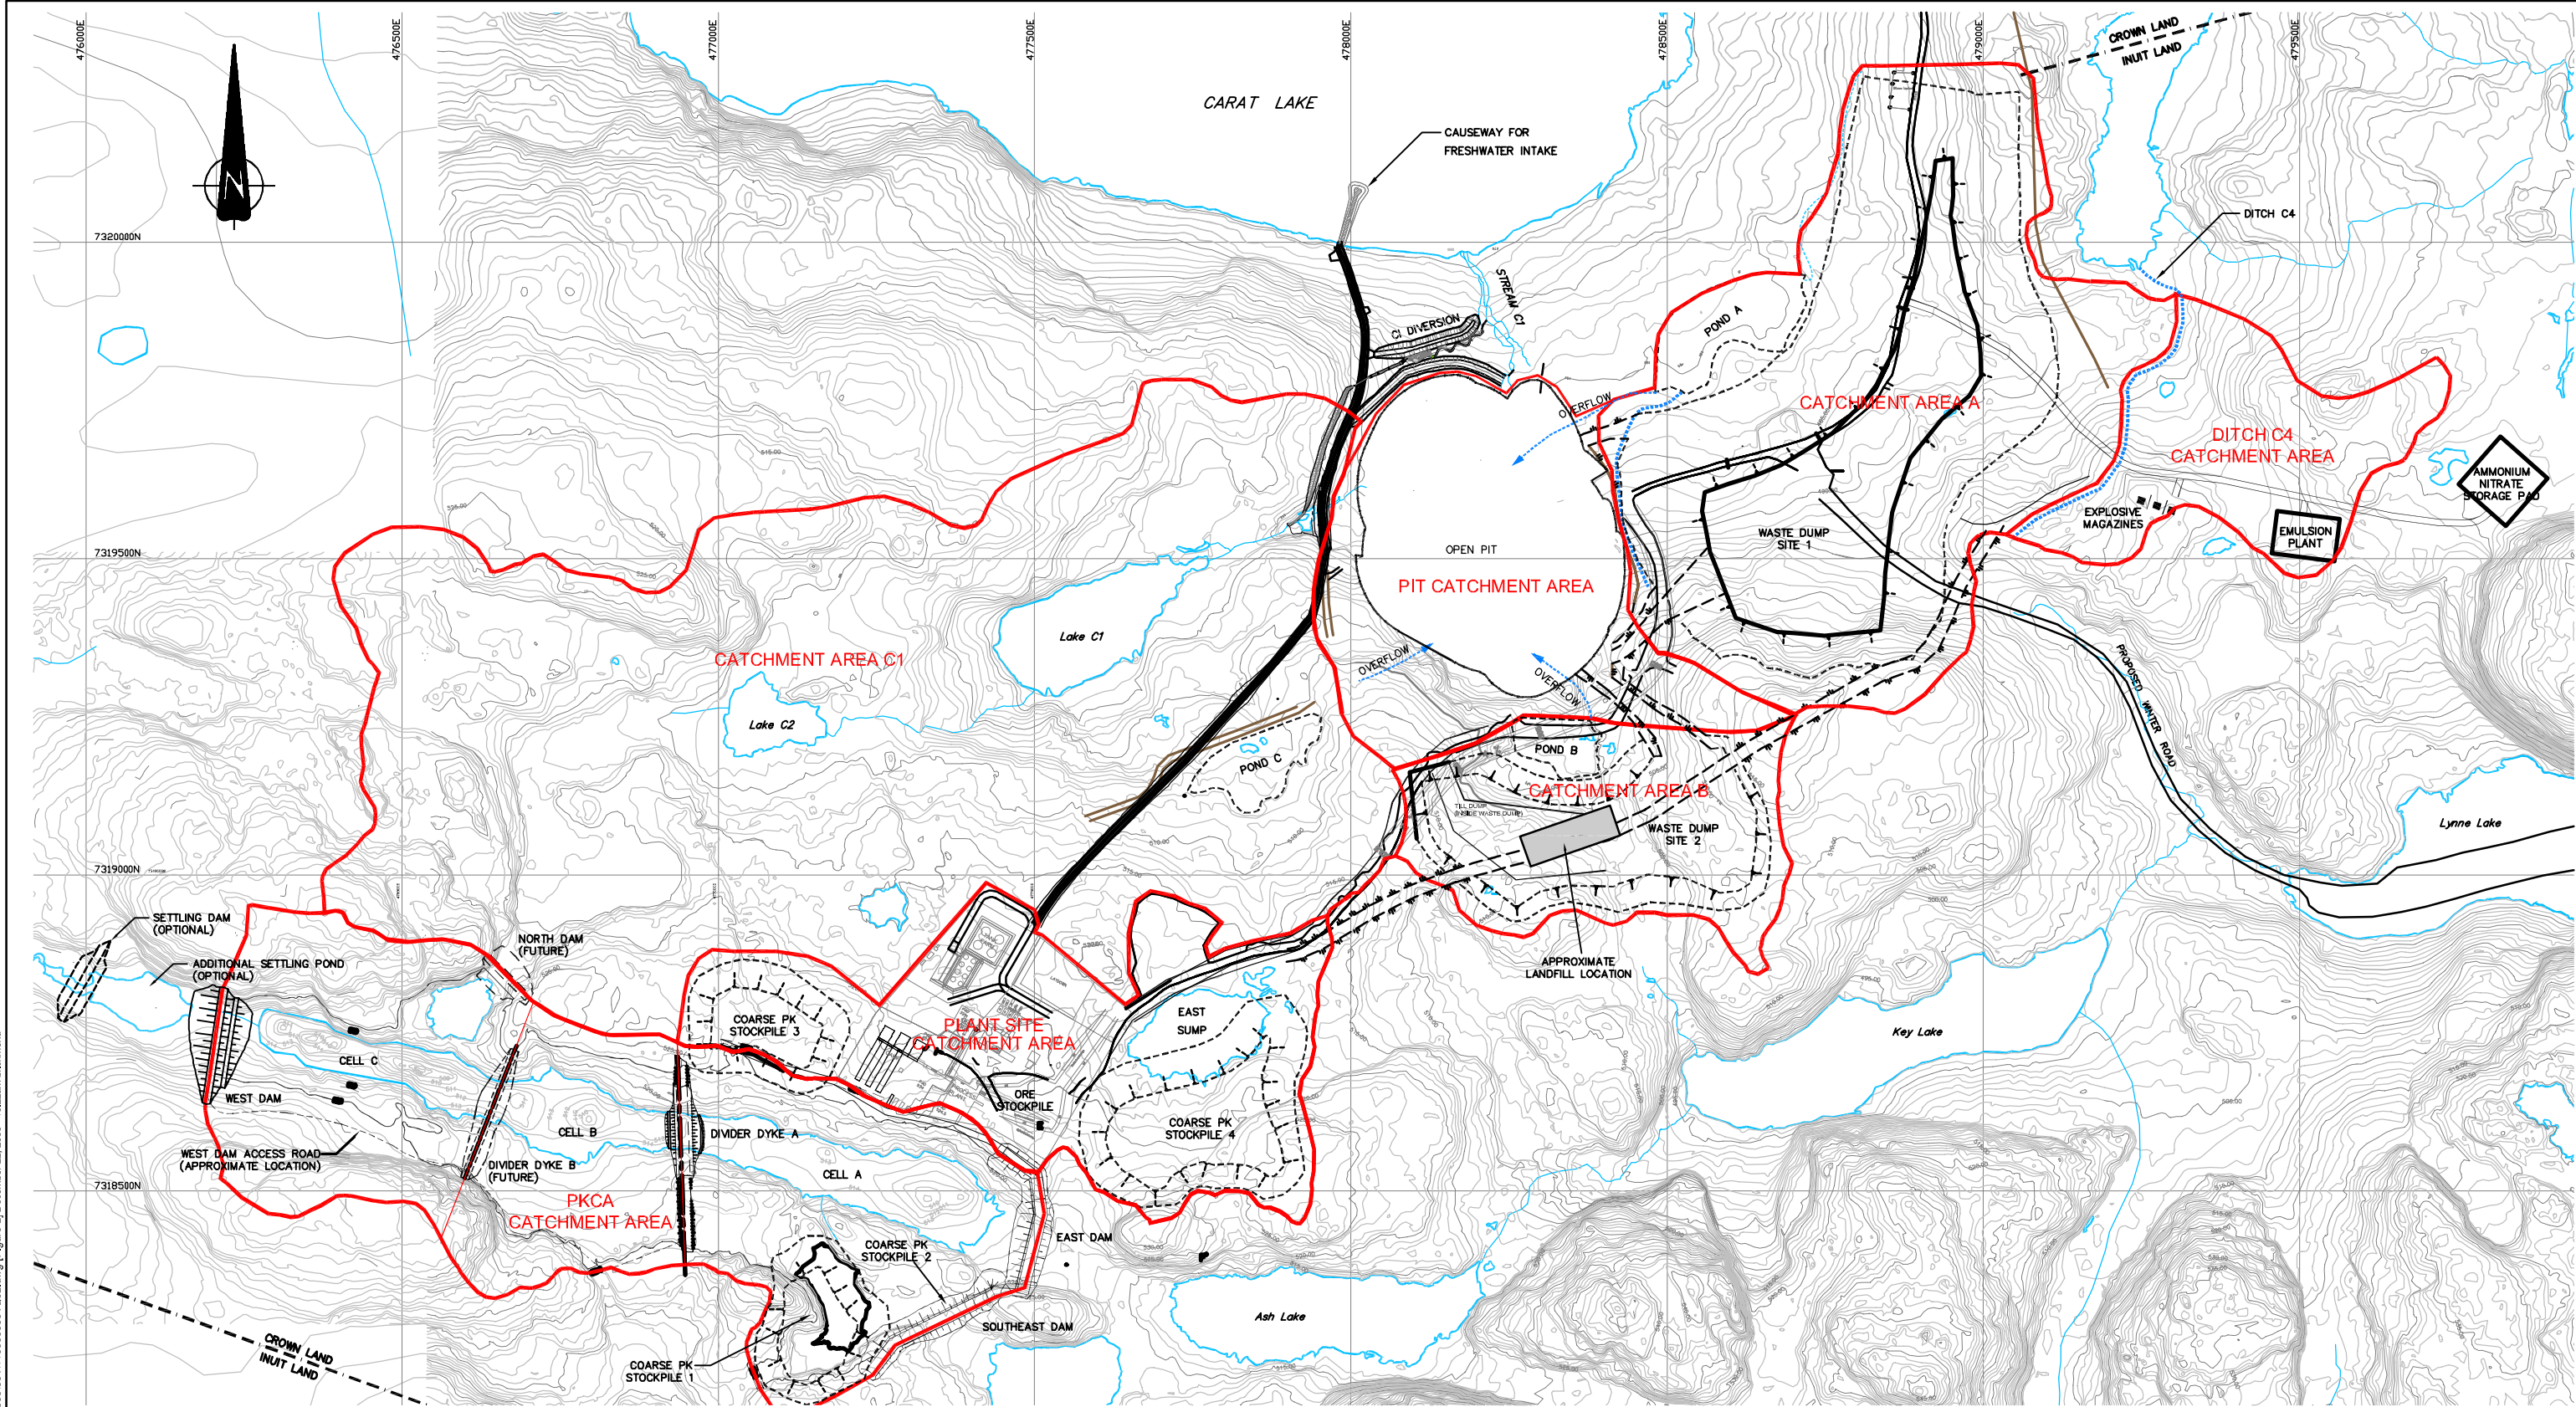 476000E
476500E
477000E
477500E
478000E
478500E
479000E
479500E
CROWN LAND
INUIT LAND
CARAT LAKE
CAUSEWAY FOR
FRESHWATER INTAKE
N
DITCH C4
7320000N
STREAM C1
C1 DIVERSION
POND A
OVERFLOW
CATCHMENT AREA A
DITCH C4
CATCHMENT AREA
AMMONIUM
NITRATE
STORAGE PAD
EXPLOSIVE
MAGAZINES
EMULSION
PLANT
WASTE DUMP
SITE 1
OPEN PIT
PIT CATCHMENT AREA
7319500N
Lake C1
CATCHMENT AREA C1
Lake C2
OVERFLOW
OVERFLOW
PROPOSED WINTER ROAD
POND B
POND C
CATCHMENT AREA B
TILL DUMP
(INSIDE WASTE DUMP)
WASTE DUMP
SITE 2
Lynne Lake
7319000N
SETTLING DAM
(OPTIONAL)
NORTH DAM
(FUTURE)
ADDITIONAL SETTLING POND
(OPTIONAL)
APPROXIMATE
LANDFILL LOCATION
COARSE PK
STOCKPILE 3
PLANT SITE
CATCHMENT AREA
EAST
SUMP
Key Lake
CELL C
WEST DAM
ORE
STOCKPILE
CELL B
DIVIDER DYKE A
COARSE PK
STOCKPILE 4
WEST DAM ACCESS ROAD
(APPROXIMATE LOCATION)
DIVIDER DYKE B
(FUTURE)
CELL A
7318500N
PKCA
CATCHMENT AREA
COARSE PK
STOCKPILE 2
EAST DAM
Ash Lake
SOUTHEAST DAM
CROWN LAND
INUIT LAND
COARSE PK
STOCKPILE 1